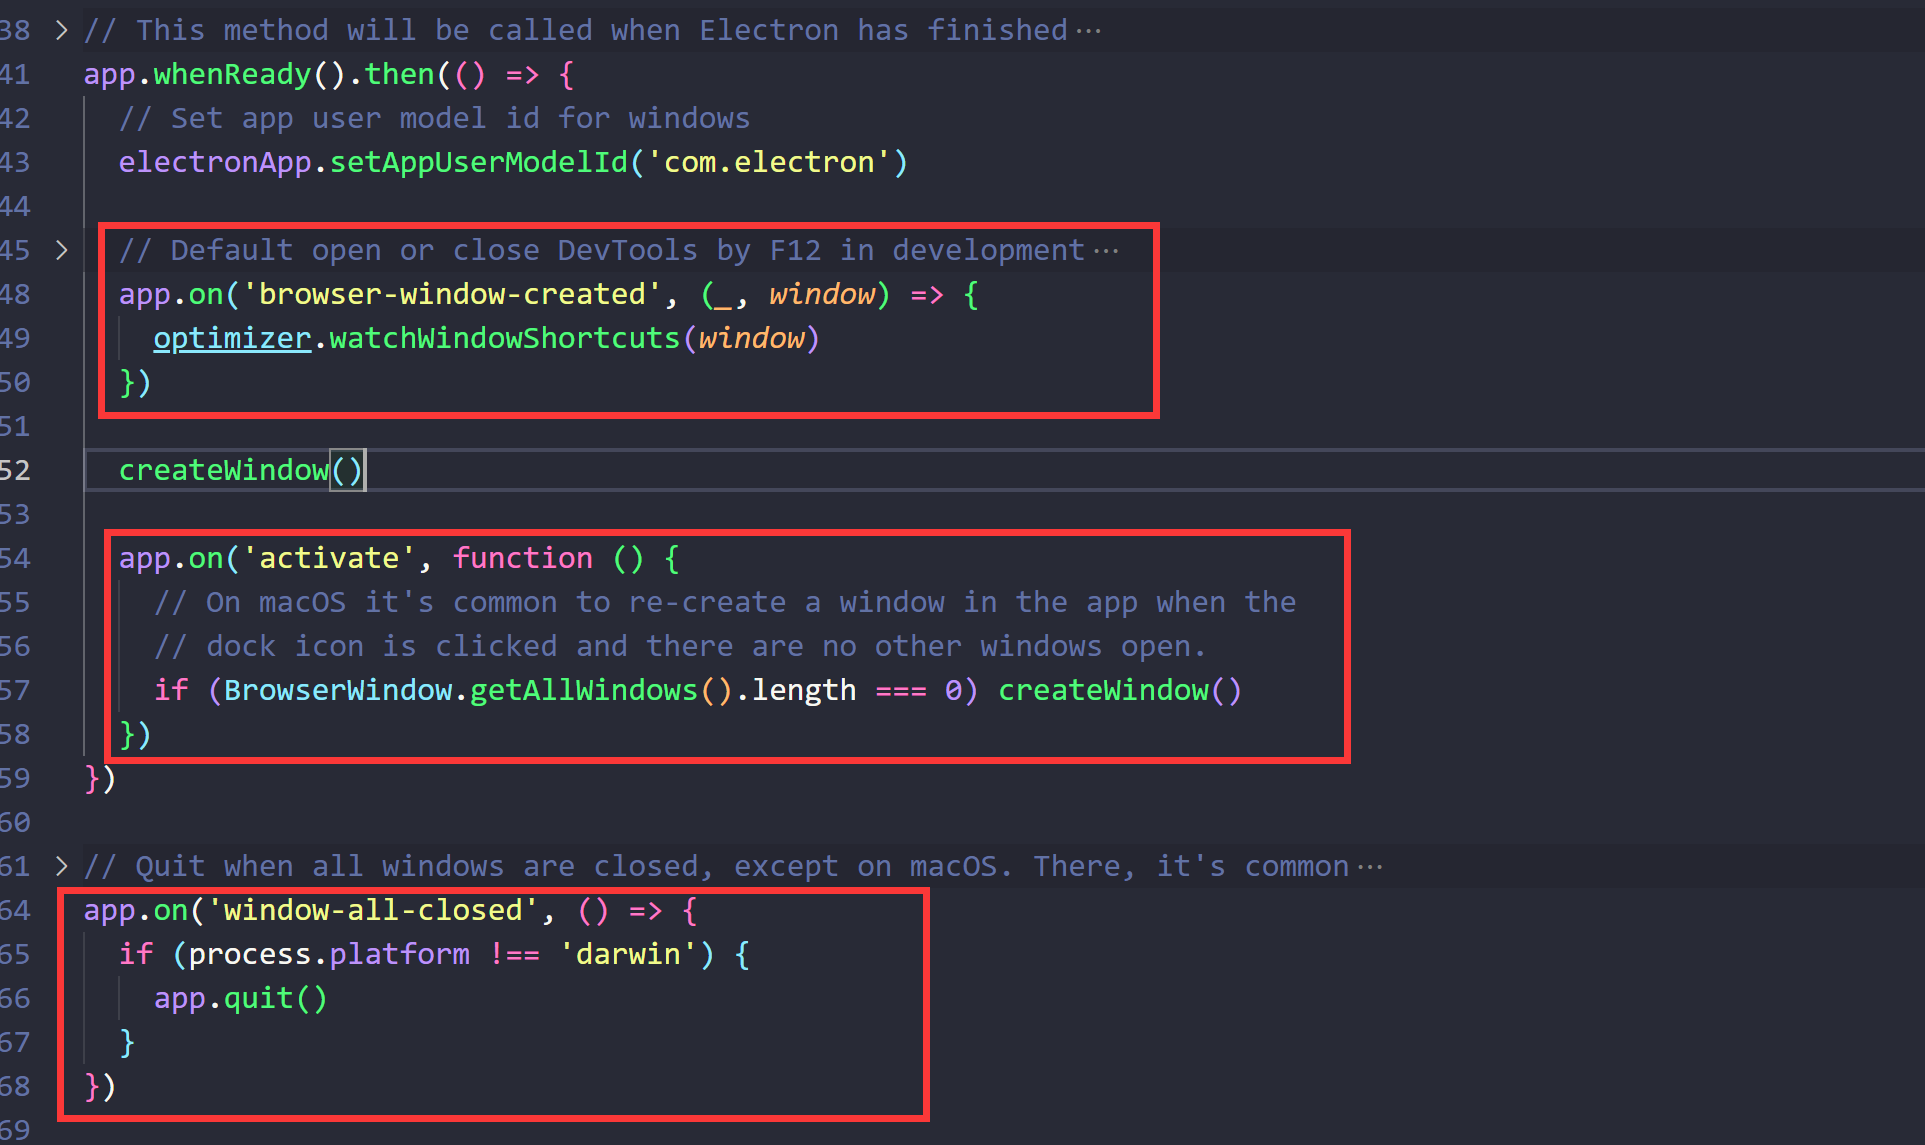 38 > // This method will be called when Electron has finished···
41 app.whenReady().then(() => {
42   // Set app user model id for windows
43   electronApp.setAppUserModelId('com.electron')
44
45 >   // Default open or close DevTools by F12 in development···
48   app.on('browser-window-created', (_, window) => {
49     optimizer.watchWindowShortcuts(window)
50   })
51
52   createWindow()
53
54   app.on('activate', function () {
55     // On macOS it's common to re-create a window in the app when the
56     // dock icon is clicked and there are no other windows open.
57     if (BrowserWindow.getAllWindows().length === 0) createWindow()
58   })
59 })
60
61 > // Quit when all windows are closed, except on macOS. There, it's common···
64 app.on('window-all-closed', () => {
65   if (process.platform !== 'darwin') {
66     app.quit()
67   }
68 })
69